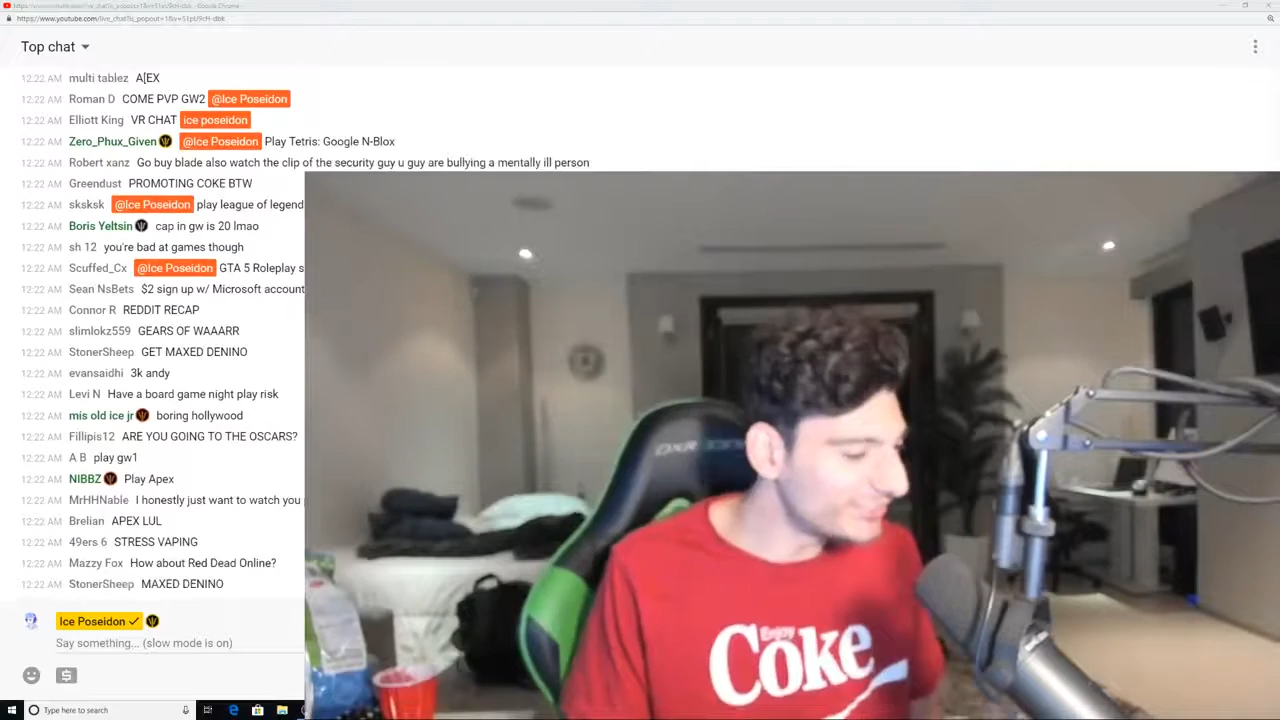 Top chat
12:22 AM multi tablez A[EX
12:22 AM Roman D COME PVP GW2 @Ice Poseidon
12:22 AM Elliott King VR CHAT ice poseidon
12:22 AM Zero_Phux_Given @Ice Poseidon Play Tetris: Google N-Blox
12:22 AM Robert xanz Go buy blade also watch the clip of the security guy u guy are bullying a mentally ill person
12:22 AM Greendust PROMOTING COKE BTW
12:22 AM sksksk @Ice Poseidon play league of legend
12:22 AM Boris Yeltsin cap in gw is 20 lmao
12:22 AM sh 12 you're bad at games though
12:22 AM Scuffed_Cx @Ice Poseidon GTA 5 Roleplay s
12:22 AM Sean NsBets $2 sign up w/ Microsoft account
12:22 AM Connor R REDDIT RECAP
12:22 AM slimlokz559 GEARS OF WAAARR
12:22 AM StonerSheep GET MAXED DENINO
12:22 AM evansaidhi 3k andy
12:22 AM Levi N Have a board game night play risk
12:22 AM mis old ice jr boring hollywood
12:22 AM Fillipis12 ARE YOU GOING TO THE OSCARS?
12:22 AM A B play gw1
12:22 AM NIBBZ Play Apex
12:22 AM MrHHNable I honestly just want to watch you
12:22 AM Brelian APEX LUL
12:22 AM 49ers 6 STRESS VAPING
12:22 AM Mazzy Fox How about Red Dead Online?
12:22 AM StonerSheep MAXED DENINO
Ice Poseidon
Say something... (slow mode is on)
Type here to search
DXR
Enjoy
Coke